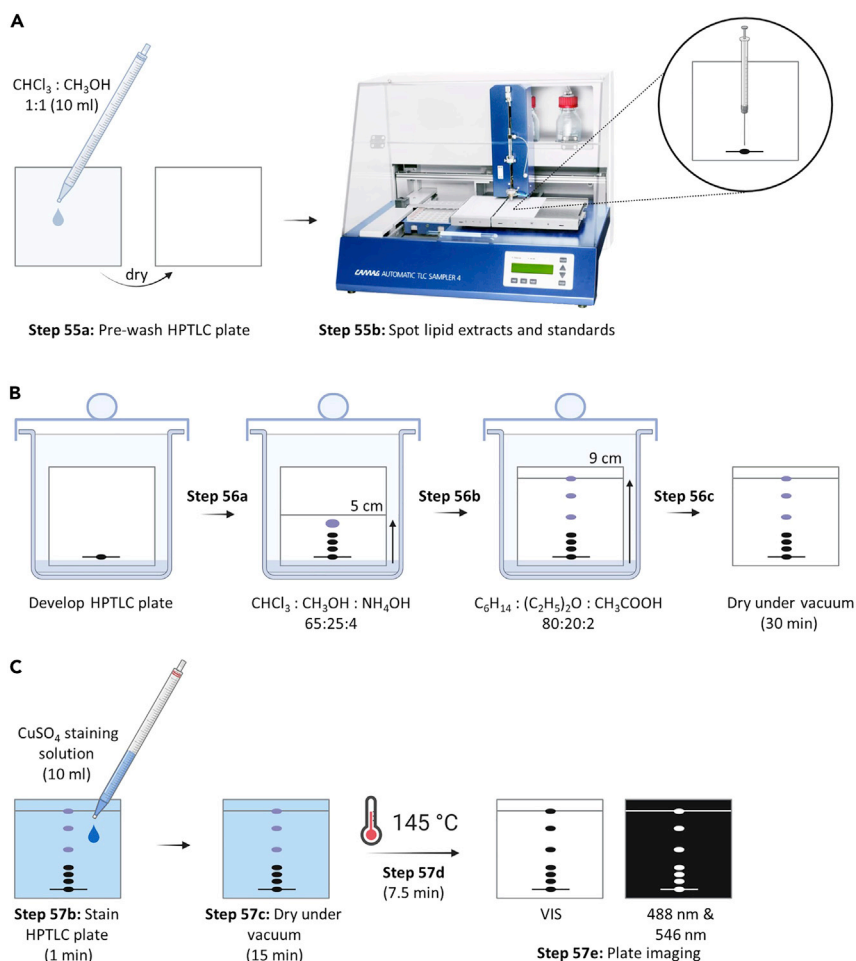 A
CHCl₃ : CH₃OH
1:1 (10 ml)
dry
CAMAG AUTOMATIC TLC SAMPLER 4
Step 55a: Pre-wash HPTLC plate
Step 55b: Spot lipid extracts and standards
B
Step 56a
5 cm
Step 56b
9 cm
Step 56c
Develop HPTLC plate
CHCl₃ : CH₃OH : NH₄OH
65:25:4
C₆H₁₄ : (C₂H₅)₂O : CH₃COOH
80:20:2
Dry under vacuum
(30 min)
C
CuSO₄ staining
solution
(10 ml)
145 °C
Step 57d
(7.5 min)
Step 57b: Stain
HPTLC plate
(1 min)
Step 57c: Dry under
vacuum
(15 min)
VIS
488 nm &
546 nm
Step 57e: Plate imaging